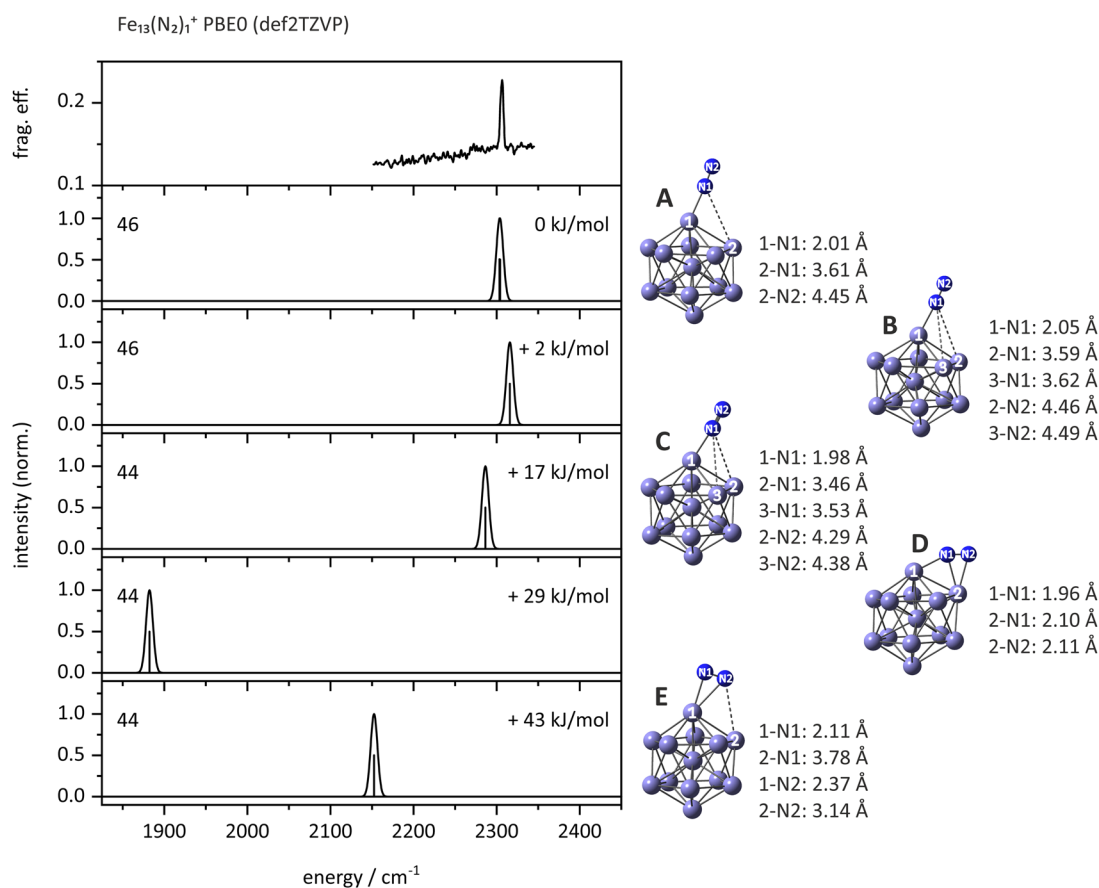 Fe₁₃(N₂)₁⁺ PBE0 (def2TZVP)
frag. eff.
0.2
0.1
intensity (norm.)
46
0 kJ/mol
1.0
0.5
0.0
46
+ 2 kJ/mol
1.0
0.5
0.0
44
+ 17 kJ/mol
1.0
0.5
0.0
44
+ 29 kJ/mol
1.0
0.5
0.0
44
+ 43 kJ/mol
1.0
0.5
0.0
1900 2000 2100 2200 2300 2400
energy / cm⁻¹
A
N2
N1
1
2
1-N1: 2.01 Å
2-N1: 3.61 Å
2-N2: 4.45 Å
B
N2
N1
1
2
3
1-N1: 2.05 Å
2-N1: 3.59 Å
3-N1: 3.62 Å
2-N2: 4.46 Å
3-N2: 4.49 Å
C
N2
N1
1
2
3
1-N1: 1.98 Å
2-N1: 3.46 Å
3-N1: 3.53 Å
2-N2: 4.29 Å
3-N2: 4.38 Å
D
N1
N2
1
2
1-N1: 1.96 Å
2-N1: 2.10 Å
2-N2: 2.11 Å
E
N1
N2
1
2
1-N1: 2.11 Å
2-N1: 3.78 Å
1-N2: 2.37 Å
2-N2: 3.14 Å